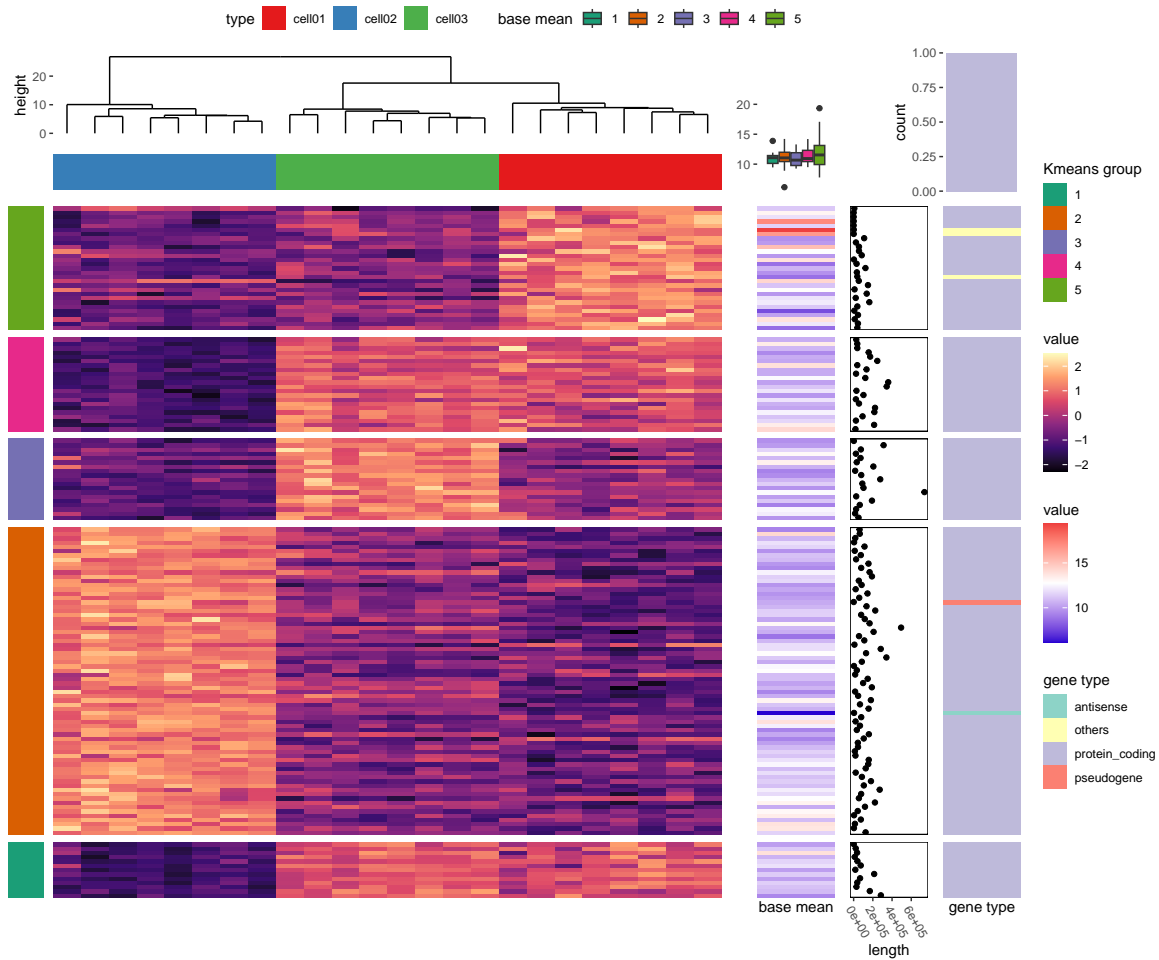 type cell01 cell02 cell03 base mean 1 2 3 4 5
height
20
10
0
20
15
10
count
1.00
0.75
0.50
0.25
0.00
Kmeans group
1
2
3
4
5
value
2
1
0
−1
−2
value
15
10
gene type
antisense
others
protein_coding
pseudogene
base mean
0e+00
2e+05
4e+05
6e+05
length
gene type